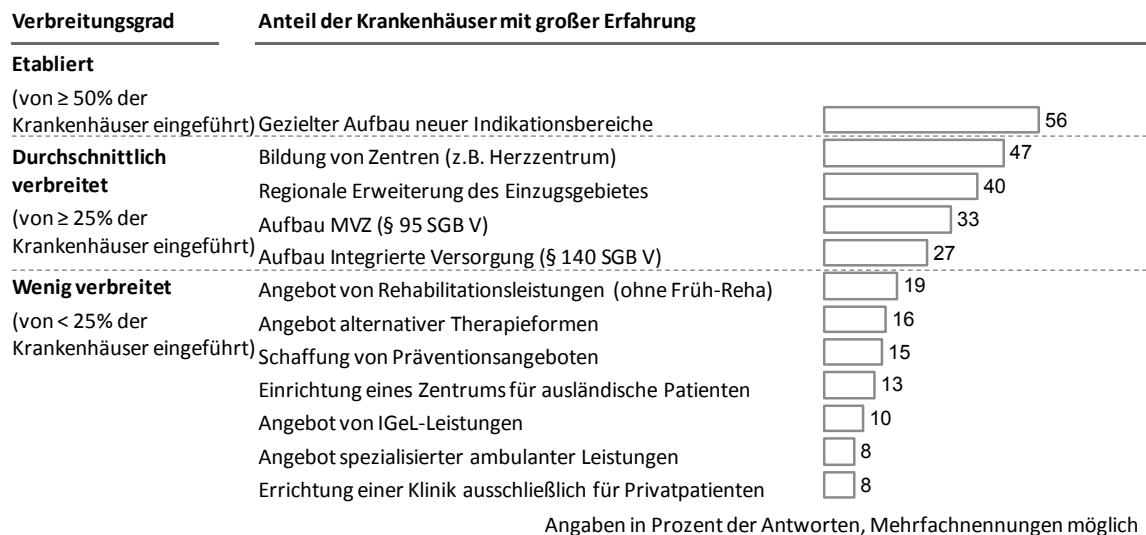 Verbreitungsgrad
Anteil der Krankenhäuser mit großer Erfahrung
Etabliert
(von ≥ 50% der
Krankenhäuser eingeführt)
Gezielter Aufbau neuer Indikationsbereiche
56
Durchschnittlich
verbreitet
(von ≥ 25% der
Krankenhäuser eingeführt)
Bildung von Zentren (z.B. Herzzentrum)
47
Regionale Erweiterung des Einzugsgebietes
40
Aufbau MVZ (§ 95 SGB V)
33
Aufbau Integrierte Versorgung (§ 140 SGB V)
27
Wenig verbreitet
(von < 25% der
Krankenhäuser eingeführt)
Angebot von Rehabilitationsleistungen (ohne Früh-Reha)
19
Angebot alternativer Therapieformen
16
Schaffung von Präventionsangeboten
15
Einrichtung eines Zentrums für ausländische Patienten
13
Angebot von IGeL-Leistungen
10
Angebot spezialisierter ambulanter Leistungen
8
Errichtung einer Klinik ausschließlich für Privatpatienten
8
Angaben in Prozent der Antworten, Mehrfachnennungen möglich